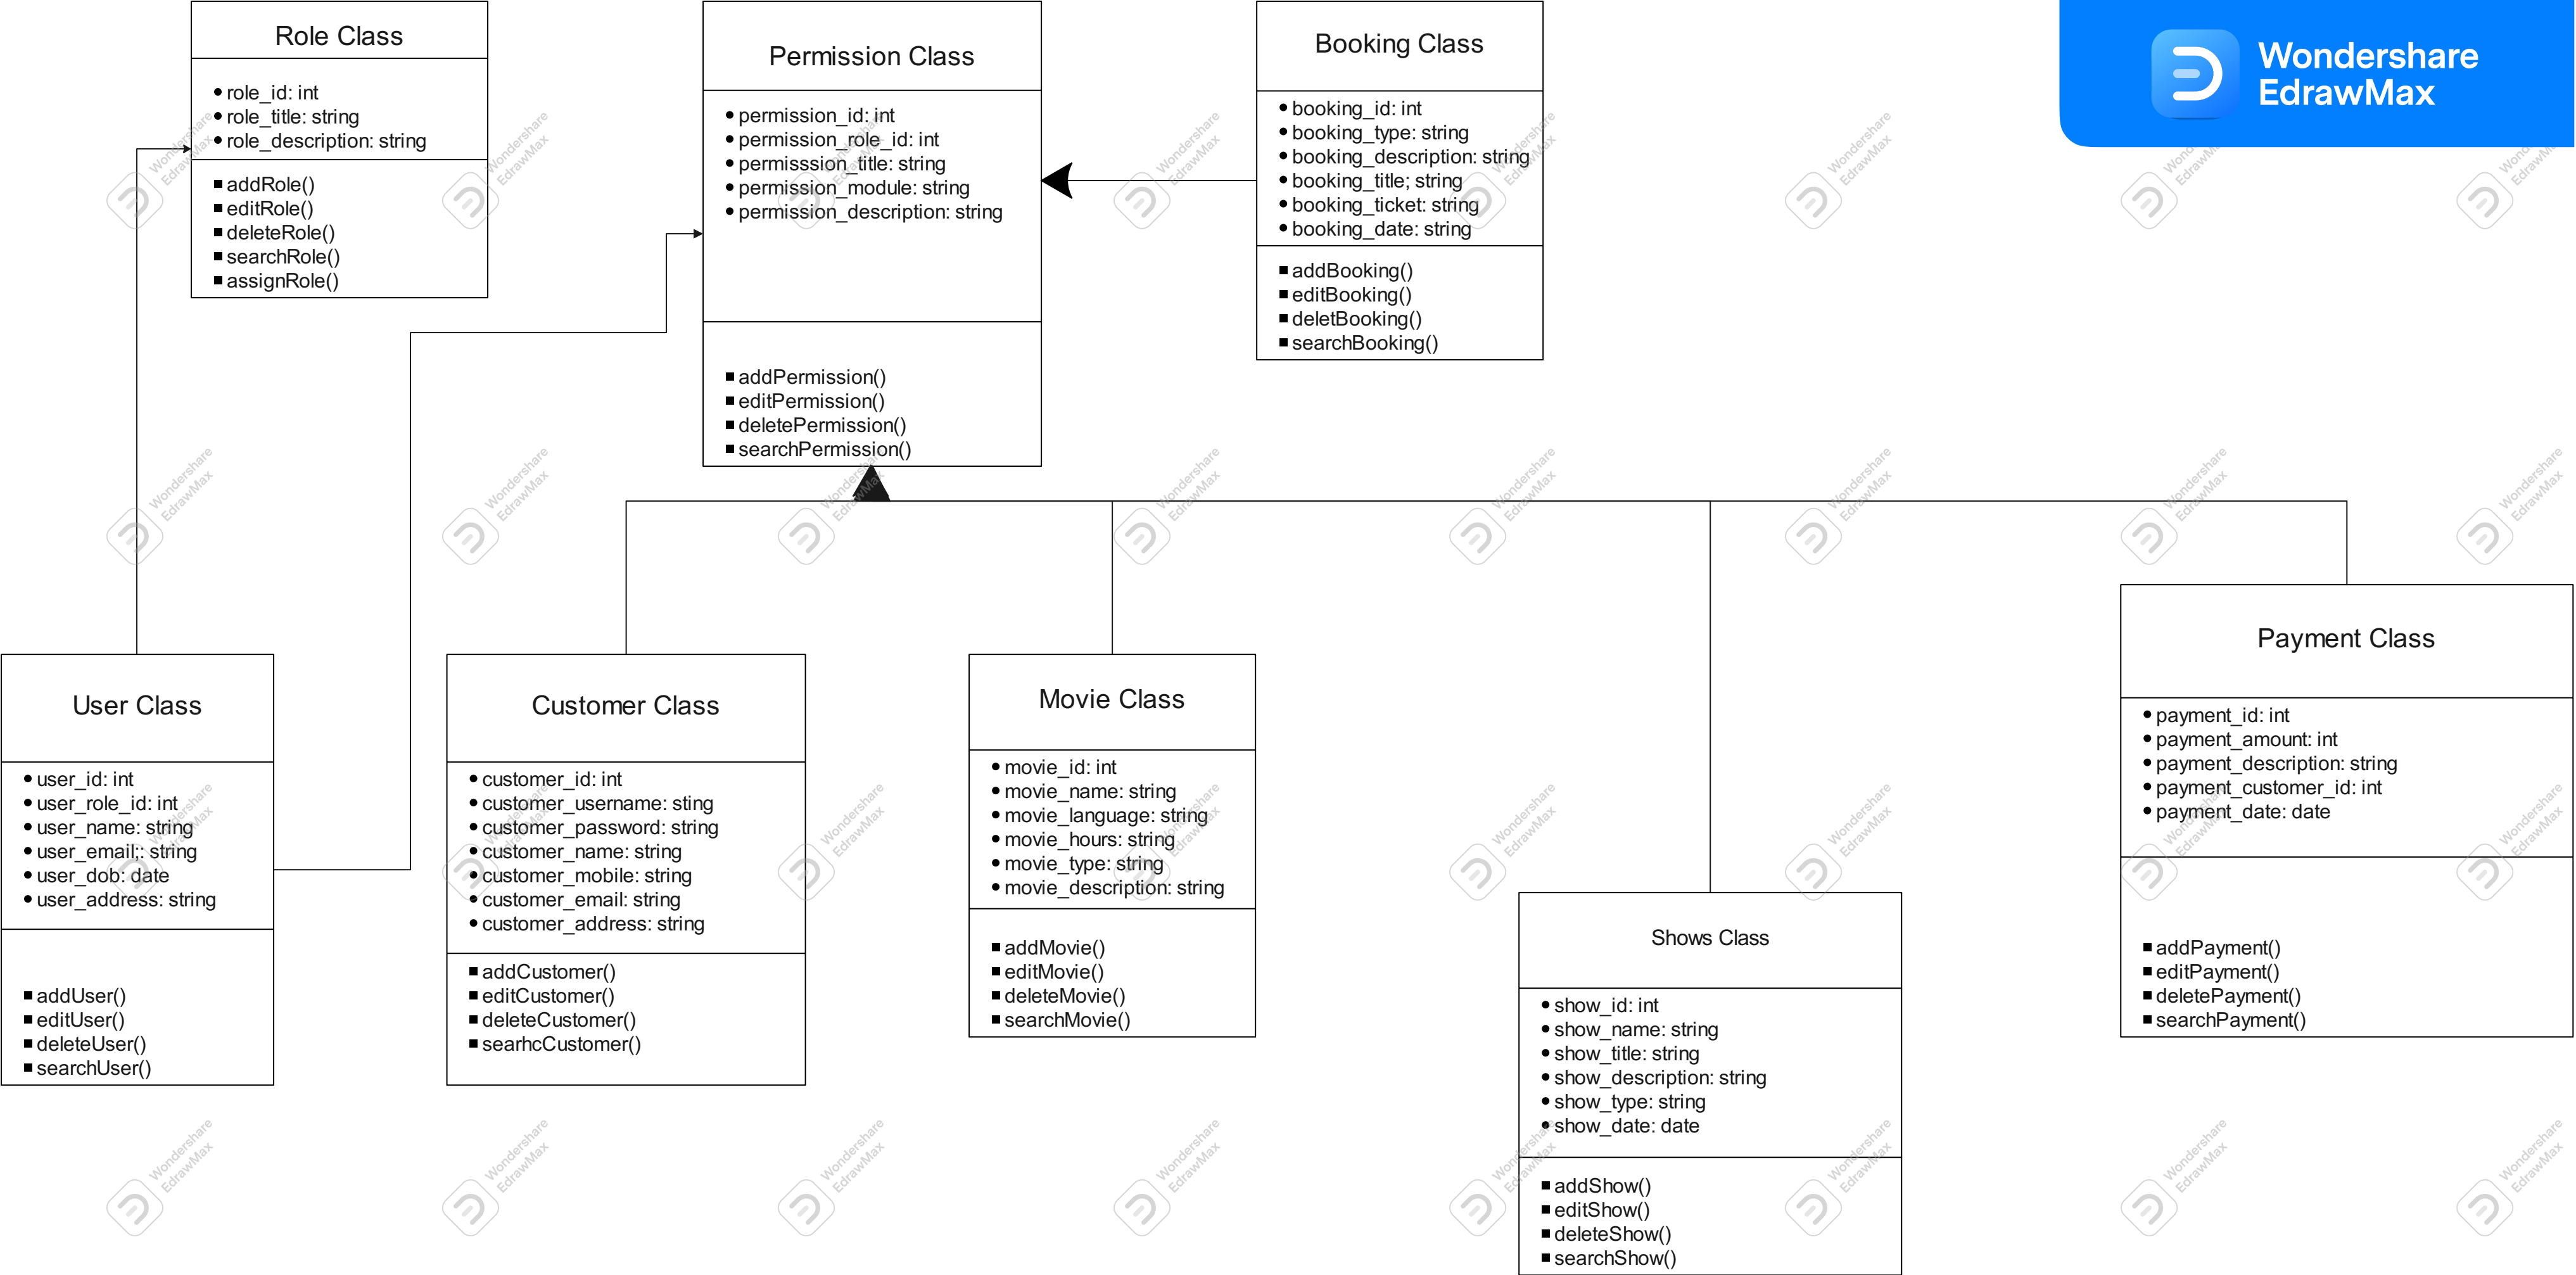 Role Class
role_id: int
role_title: string
role_description: string
addRole()
editRole()
deleteRole()
searchRole()
assignRole()
Permission Class
permission_id: int
permission_role_id: int
permisssion_title: string
permission_module: string
permission_description: string
addPermission()
editPermission()
deletePermission()
searchPermission()
Booking Class
booking_id: int
booking_type: string
booking_description: string
booking_title; string
booking_ticket: string
booking_date: string
addBooking()
editBooking()
deletBooking()
searchBooking()
Wondershare
EdrawMax
User Class
user_id: int
user_role_id: int
user_name: string
user_email;: string
user_dob: date
user_address: string
addUser()
editUser()
deleteUser()
searchUser()
Customer Class
customer_id: int
customer_username: sting
customer_password: string
customer_name: string
customer_mobile: string
customer_email: string
customer_address: string
addCustomer()
editCustomer()
deleteCustomer()
searhcCustomer()
Movie Class
movie_id: int
movie_name: string
movie_language: string
movie_hours: string
movie_type: string
movie_description: string
addMovie()
editMovie()
deleteMovie()
searchMovie()
Shows Class
show_id: int
show_name: string
show_title: string
show_description: string
show_type: string
show_date: date
addShow()
editShow()
deleteShow()
searchShow()
Payment Class
payment_id: int
payment_amount: int
payment_description: string
payment_customer_id: int
payment_date: date
addPayment()
editPayment()
deletePayment()
searchPayment()